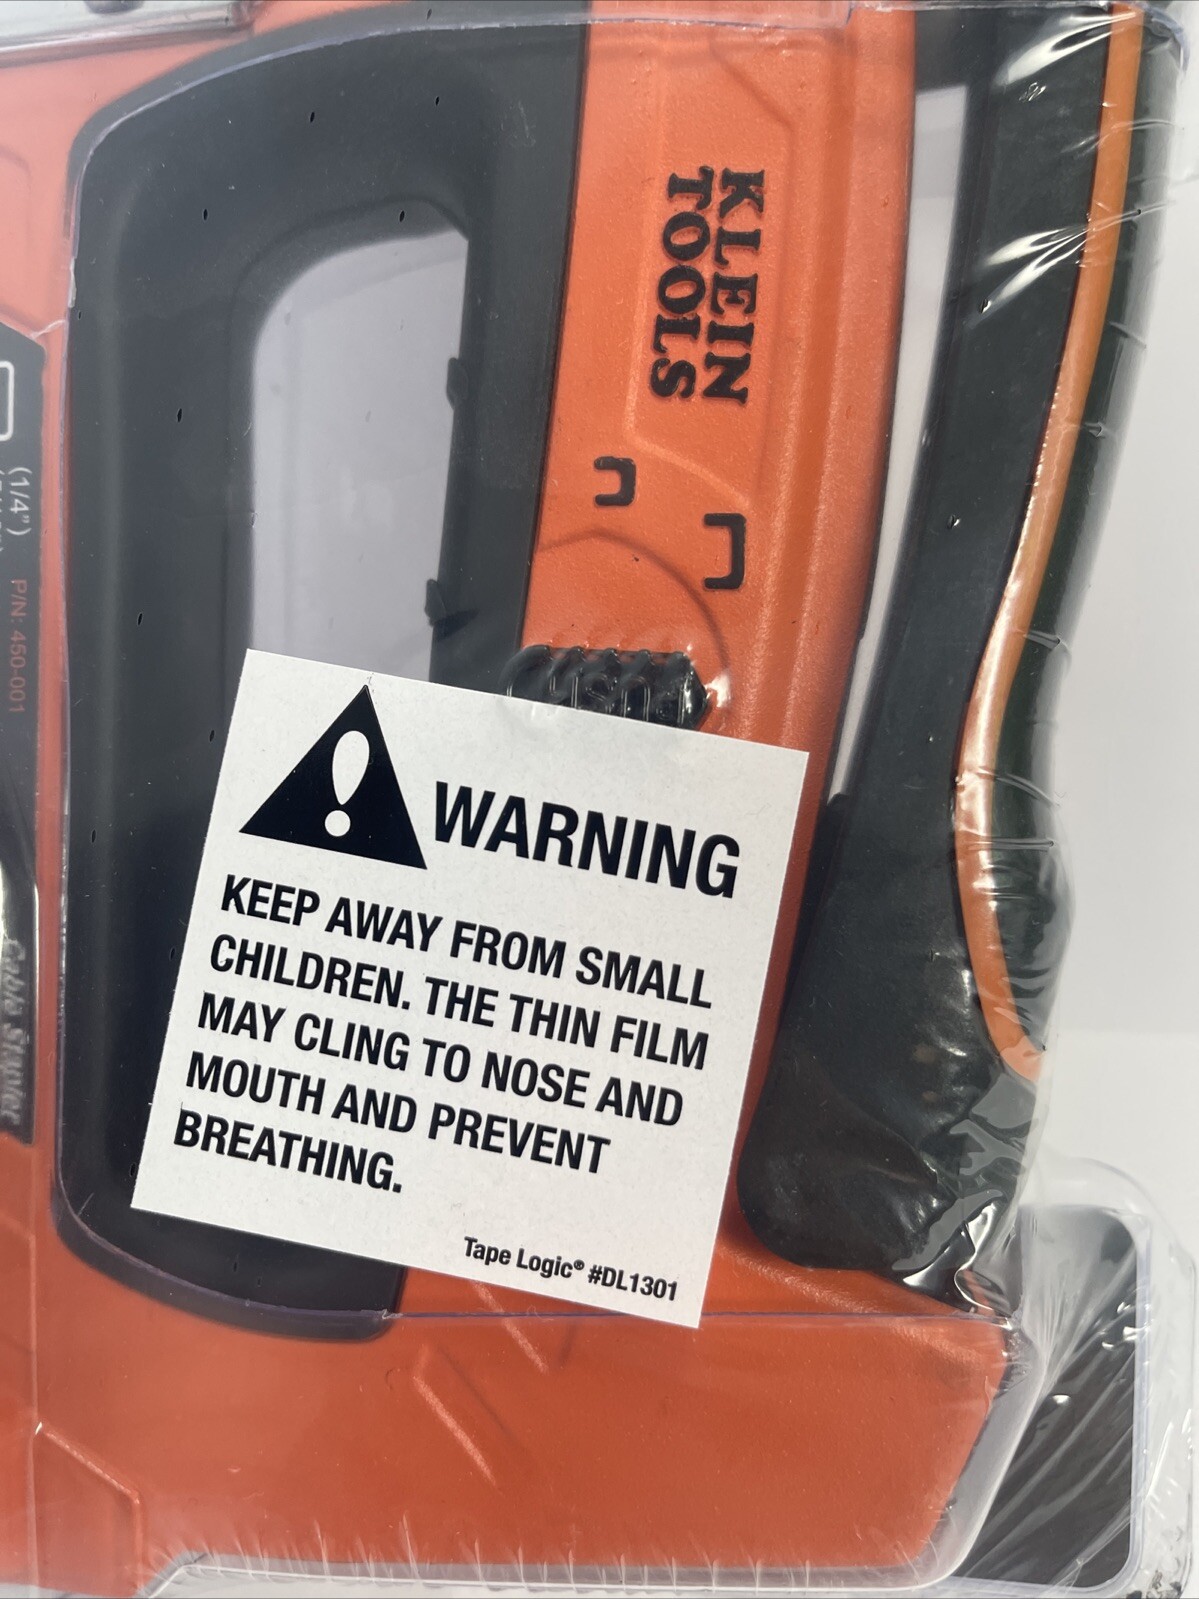 KLEIN
TOOLS
(1/4")
P/N: 450-001
WARNING
KEEP AWAY FROM SMALL
CHILDREN. THE THIN FILM
MAY CLING TO NOSE AND
MOUTH AND PREVENT
BREATHING.
Tape Logic® #DL1301